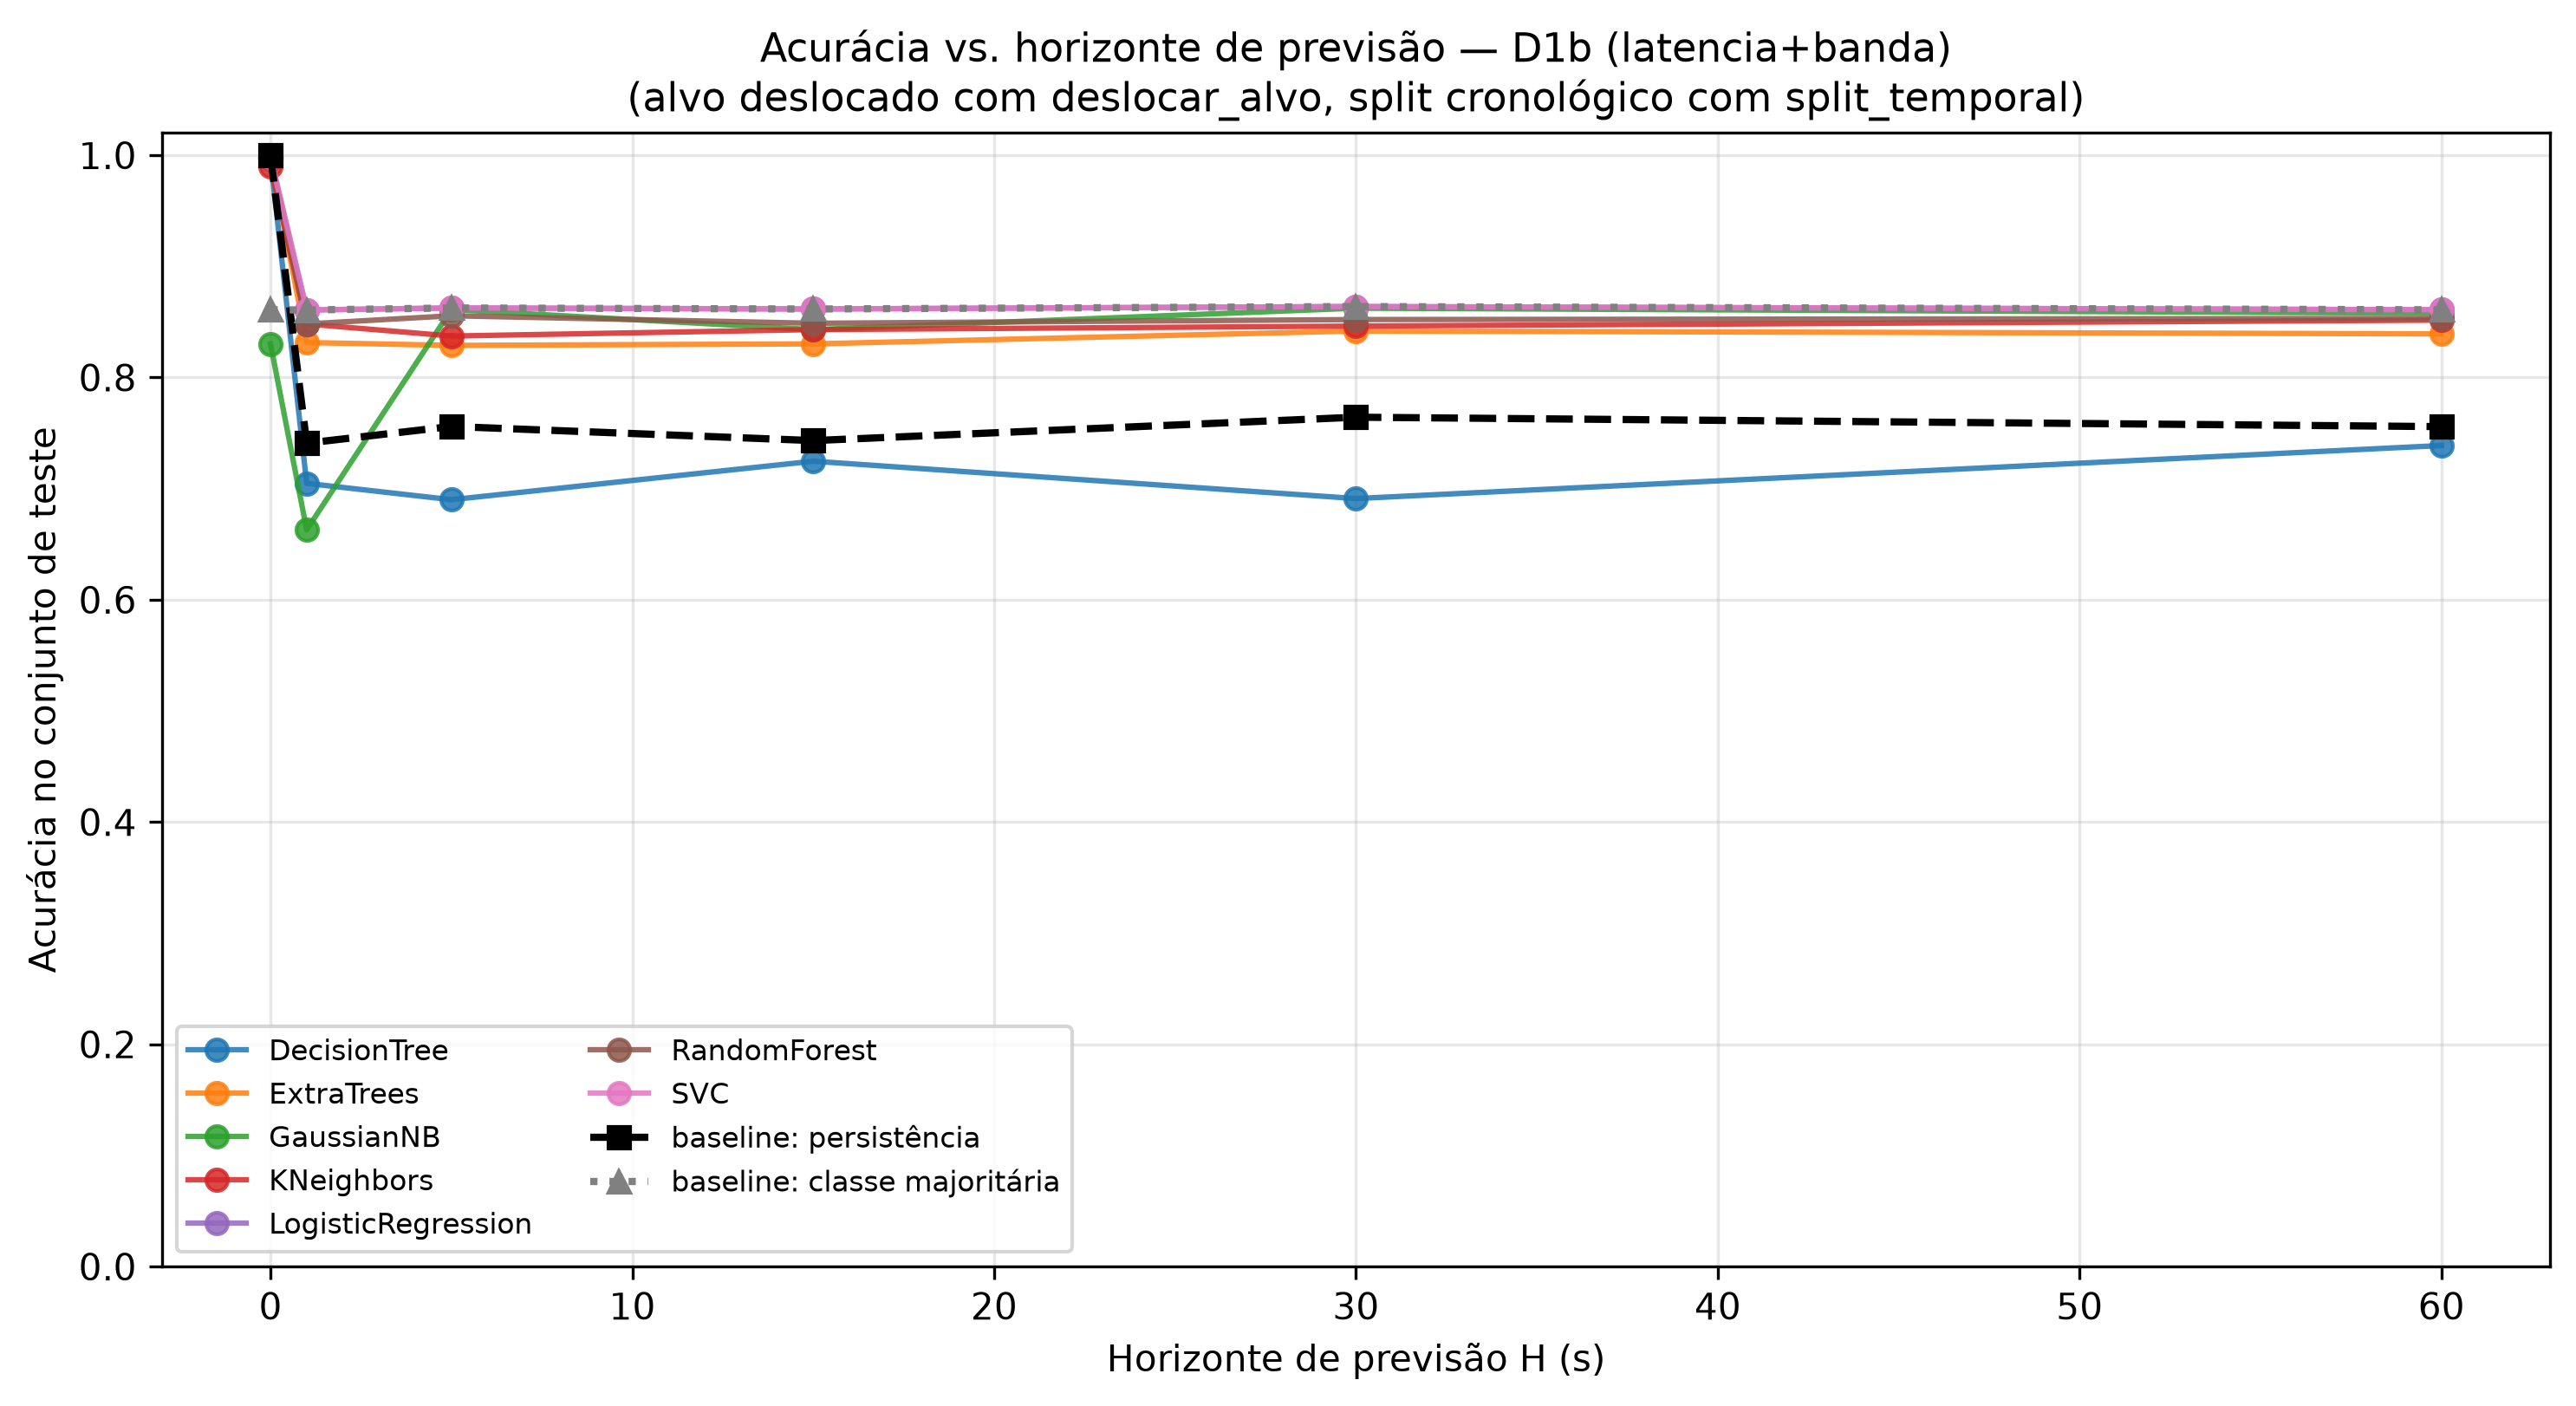 Acurácia vs. horizonte de previsão — D1b (latencia+banda)
(alvo deslocado com deslocar_alvo, split cronológico com split_temporal)
Acurácia no conjunto de teste
1.0
0.8
0.6
0.4
0.2
0.0
DecisionTree
ExtraTrees
GaussianNB
KNeighbors
LogisticRegression
RandomForest
SVC
baseline: persistência
baseline: classe majoritária
0 10 20 30 40 50 60
Horizonte de previsão H (s)